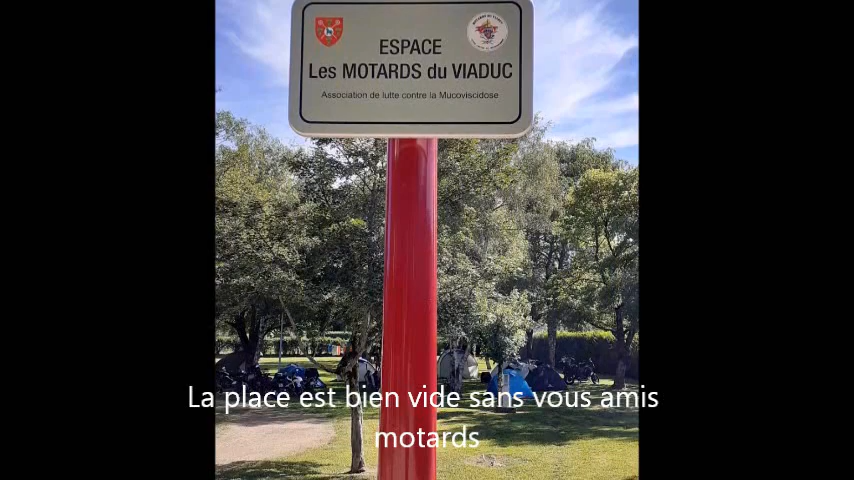 ESPACE
Les MOTARDS du VIADUC
Association de lutte contre la Mucoviscidose
La place est bien vide sans vous amis
motards